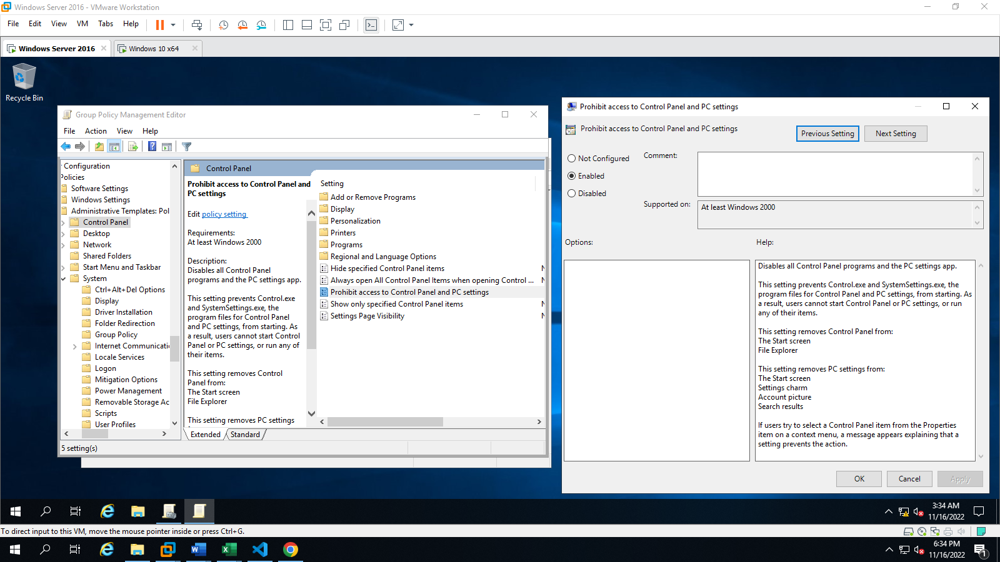 Windows Server 2016 - VMware Workstation
File Edit View VM Tabs Help
Windows Server 2016
Windows 10 x64
Recycle Bin
Group Policy Management Editor
File Action View Help
Configuration
Policies
Software Settings
Windows Settings
Administrative Templates: Pol
Control Panel
Desktop
Network
Shared Folders
Start Menu and Taskbar
System
Ctrl+Alt+Del Options
Display
Driver Installation
Folder Redirection
Group Policy
Internet Communicati
Locale Services
Logon
Mitigation Options
Power Management
Removable Storage Ac
Scripts
User Profiles
Control Panel
Prohibit access to Control Panel and
PC settings
Edit policy setting
Requirements:
At least Windows 2000
Description:
Disables all Control Panel
programs and the PC settings app.
This setting prevents Control.exe
and SystemSettings.exe, the
program files for Control Panel
and PC settings, from starting. As
a result, users cannot start Control
Panel or PC settings, or run any of
their items.
This setting removes Control
Panel from:
The Start screen
File Explorer
This setting removes PC settings
Setting
Add or Remove Programs
Display
Personalization
Printers
Programs
Regional and Language Options
Hide specified Control Panel items N
Always open All Control Panel Items when opening Control ... N
Prohibit access to Control Panel and PC settings
Show only specified Control Panel items N
Settings Page Visibility N
Extended Standard
5 setting(s)
Prohibit access to Control Panel and PC settings
Prohibit access to Control Panel and PC settings
Previous Setting
Next Setting
Not Configured
Enabled
Disabled
Comment:
Supported on:
At least Windows 2000
Options:
Help:
Disables all Control Panel programs and the PC settings app.
This setting prevents Control.exe and SystemSettings.exe, the
program files for Control Panel and PC settings, from starting. As
a result, users cannot start Control Panel or PC settings, or run
any of their items.
This setting removes Control Panel from:
The Start screen
File Explorer
This setting removes PC settings from:
The Start screen
Settings charm
Account picture
Search results
If users try to select a Control Panel item from the Properties
item on a context menu, a message appears explaining that a
setting prevents the action.
OK
Cancel
Apply
3:34 AM
11/16/2022
To direct input to this VM, move the mouse pointer inside or press Ctrl+G.
6:34 PM
11/16/2022
1